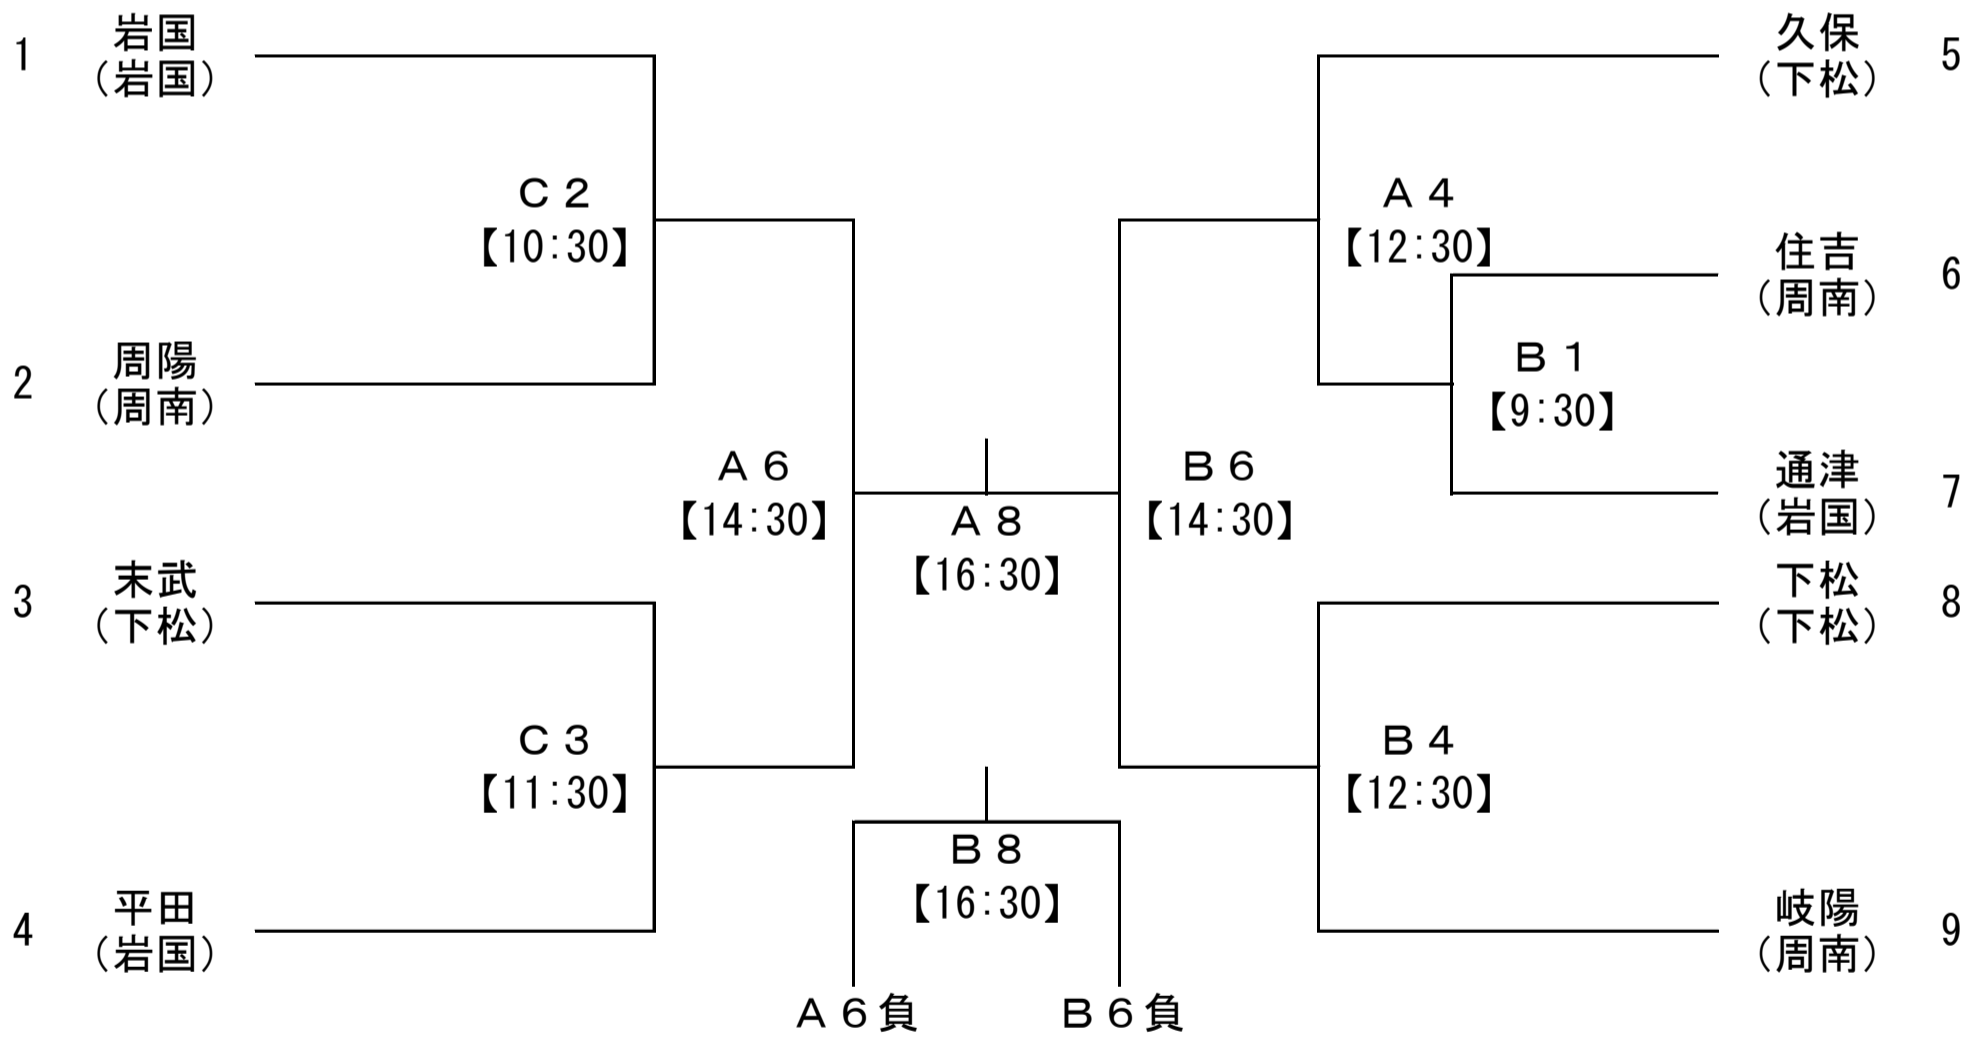 1
岩国
（岩国）
C2
【10:30】
2
周陽
（周南）
A6
【14:30】
3
末武
（下松）
C3
【11:30】
4
平田
（岩国）
A8
【16:30】
B8
【16:30】
A6負
B6負
久保
（下松）
5
A4
【12:30】
住吉
（周南）
6
B1
【9:30】
B6
【14:30】
通津
（岩国）
7
下松
（下松）
8
B4
【12:30】
岐陽
（周南）
9